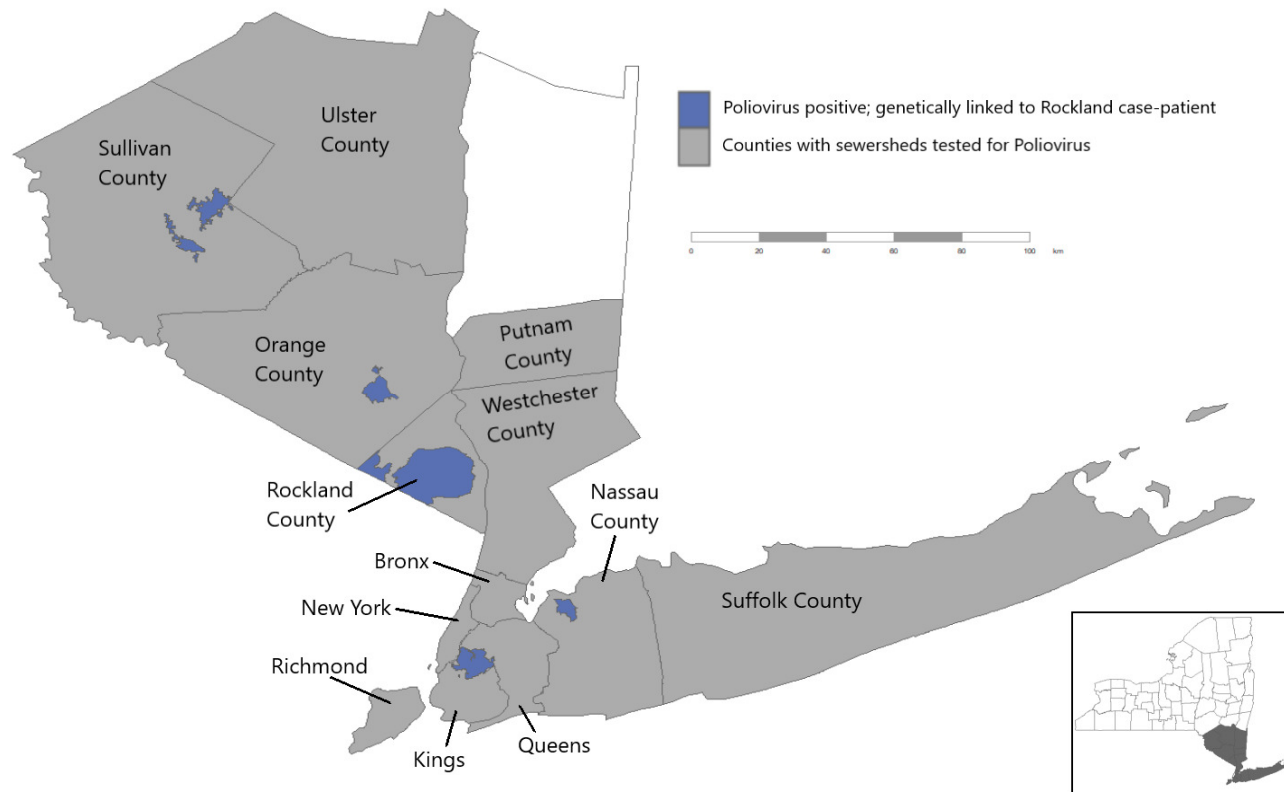 Ulster
County
Sullivan
County
Poliovirus positive; genetically linked to Rockland case-patient
Counties with sewersheds tested for Poliovirus
0 20 40 60 80 100 km
Orange
County
Putnam
County
Westchester
County
Rockland
County
Nassau
County
Bronx
New York
Suffolk County
Richmond
Kings
Queens